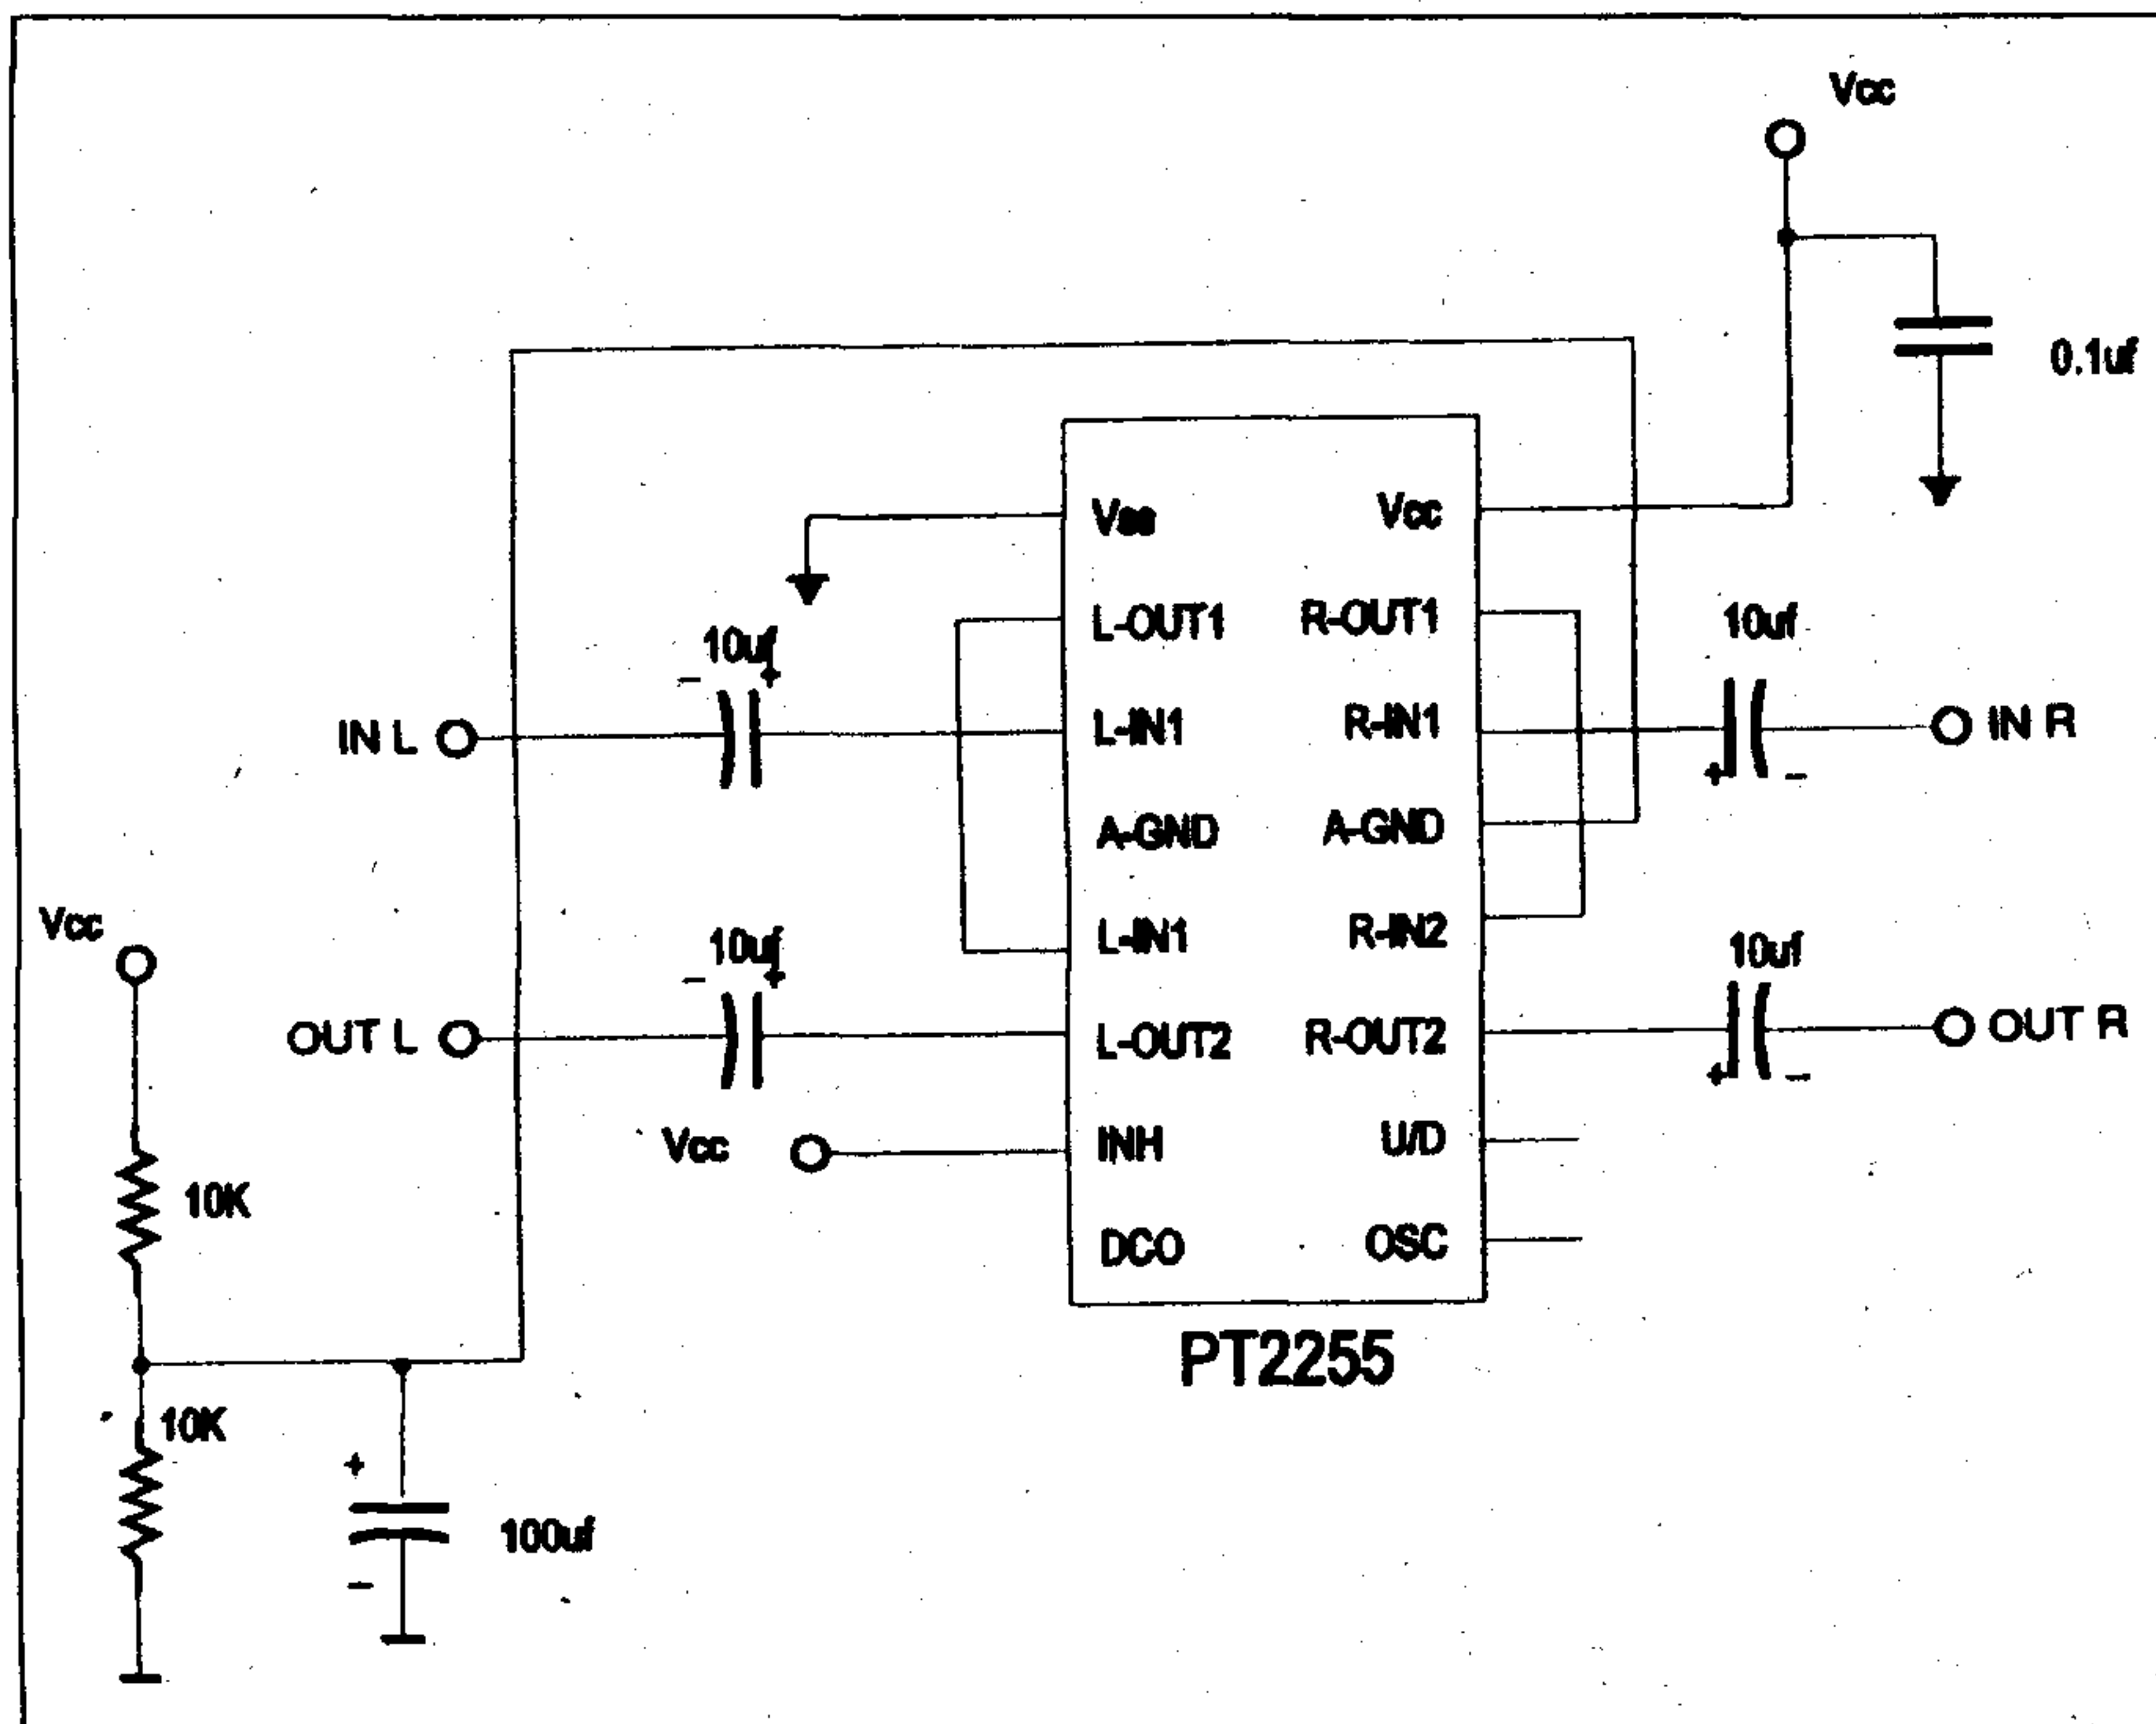 Vcc
0.1uf
Vss Vcc
L-OUT1 R-OUT1
10uf
- +
10uf
IN L
L-IN1 R-IN1
IN R
+ -
A-GND A-GND
Vcc
L-IN1 R-IN2
10uf
- +
10uf
OUT L
L-OUT2 R-OUT2
OUT R
+ -
Vcc
INH U/D
10K
DCO OSC
PT2255
10K
+
100uf
-